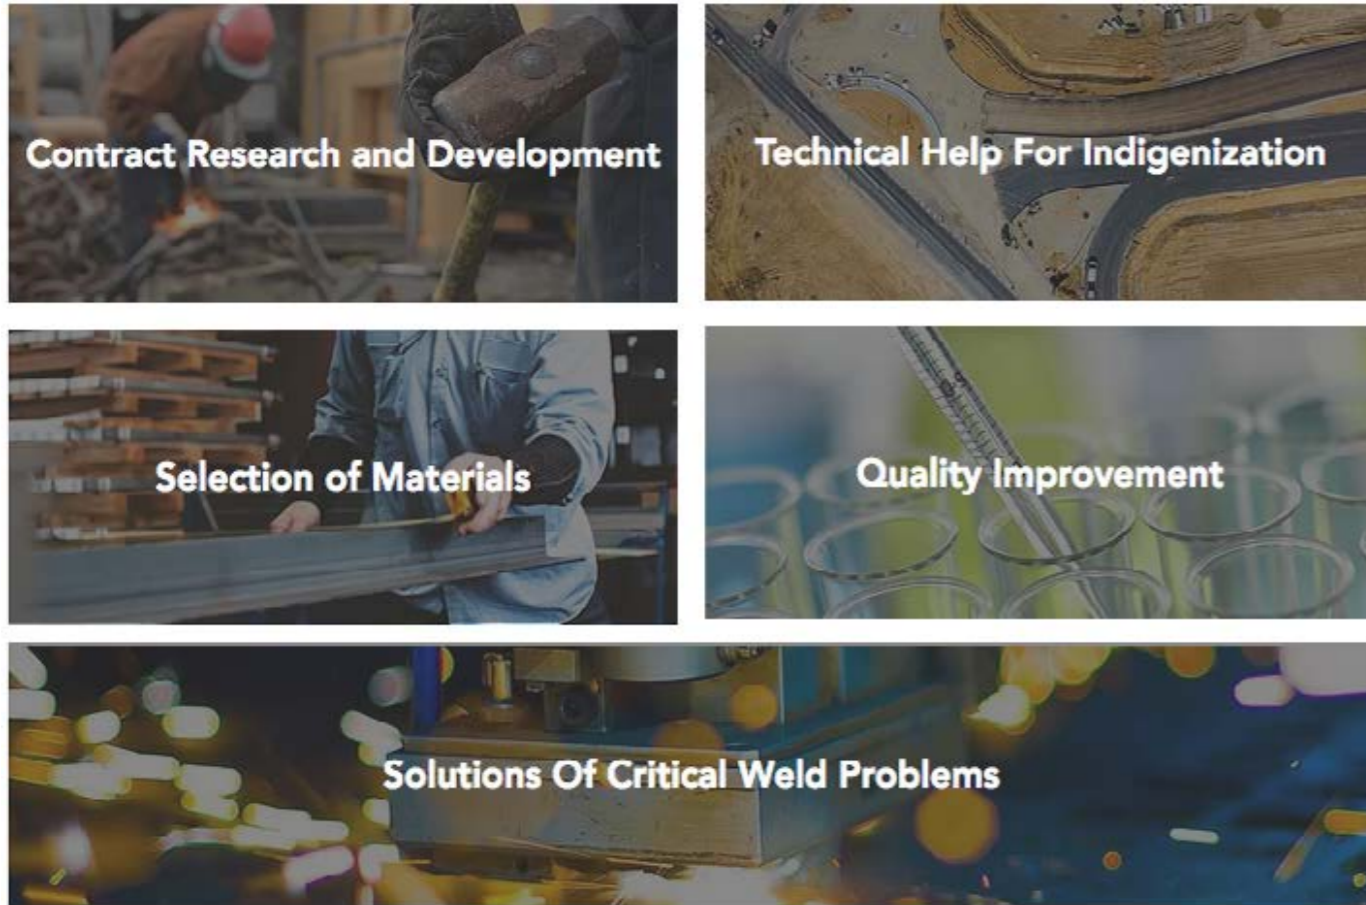 Contract Research and Development
Technical Help For Indigenization
Selection of Materials
Quality Improvement
Solutions Of Critical Weld Problems